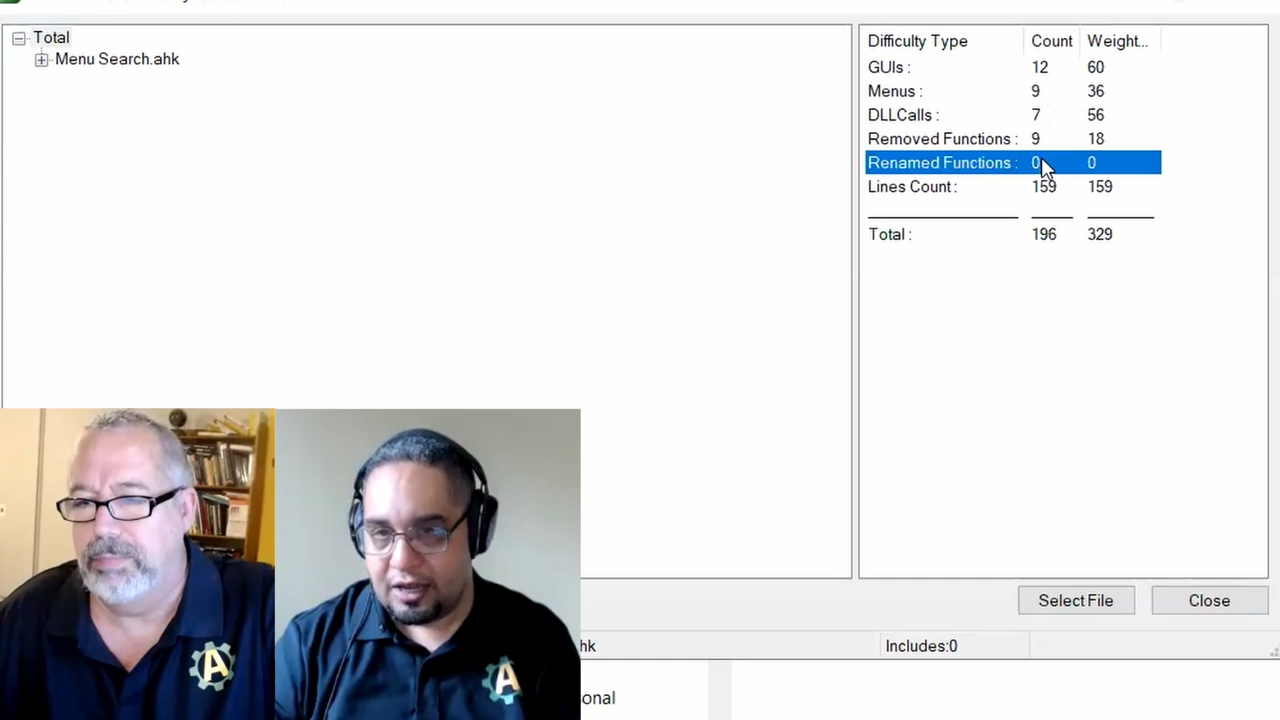 Total
Menu Search.ahk
Difficulty Type Count Weight...
GUIs : 12 60
Menus : 9 36
DLLCalls : 7 56
Removed Functions : 9 18
Renamed Functions : 0 0
Lines Count : 159 159
Total : 196 329
Select File Close
hk Includes:0
onal
A
A